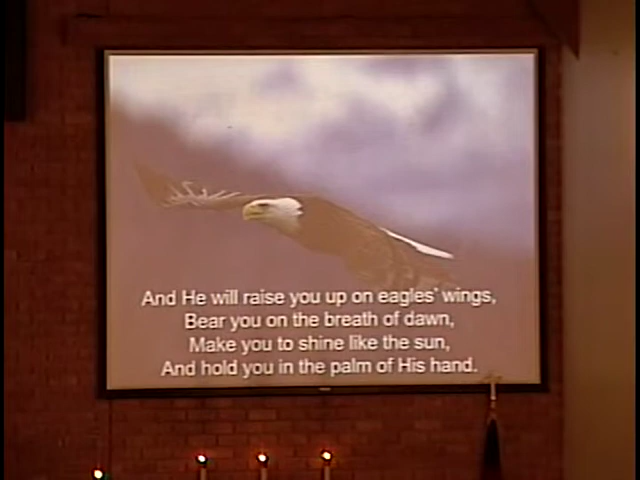 And He will raise you up on eagles' wings,
Bear you on the breath of dawn,
Make you to shine like the sun,
And hold you in the palm of His hand.